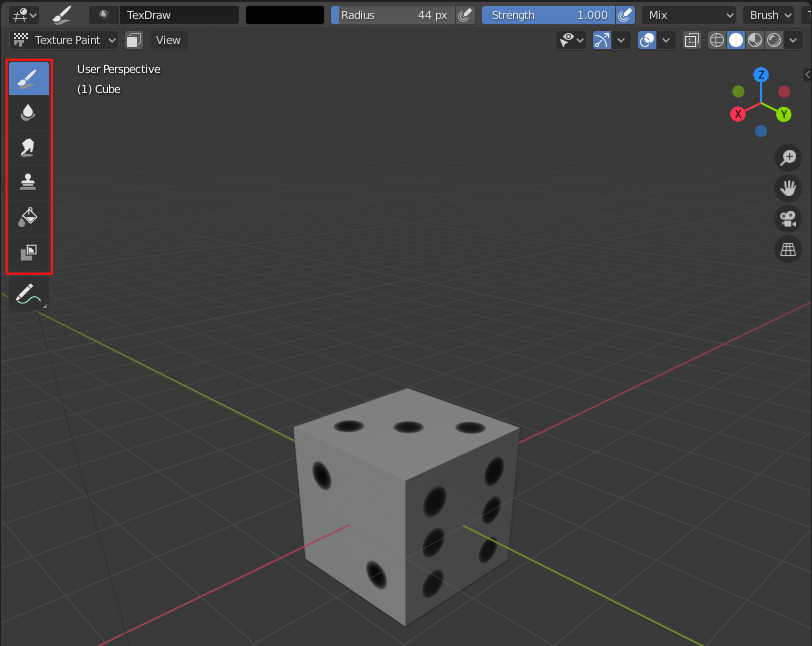 TexDraw Radius 44 px Strength 1.000 Mix Brush
Texture Paint View
User Perspective
(1) Cube
Z
X Y